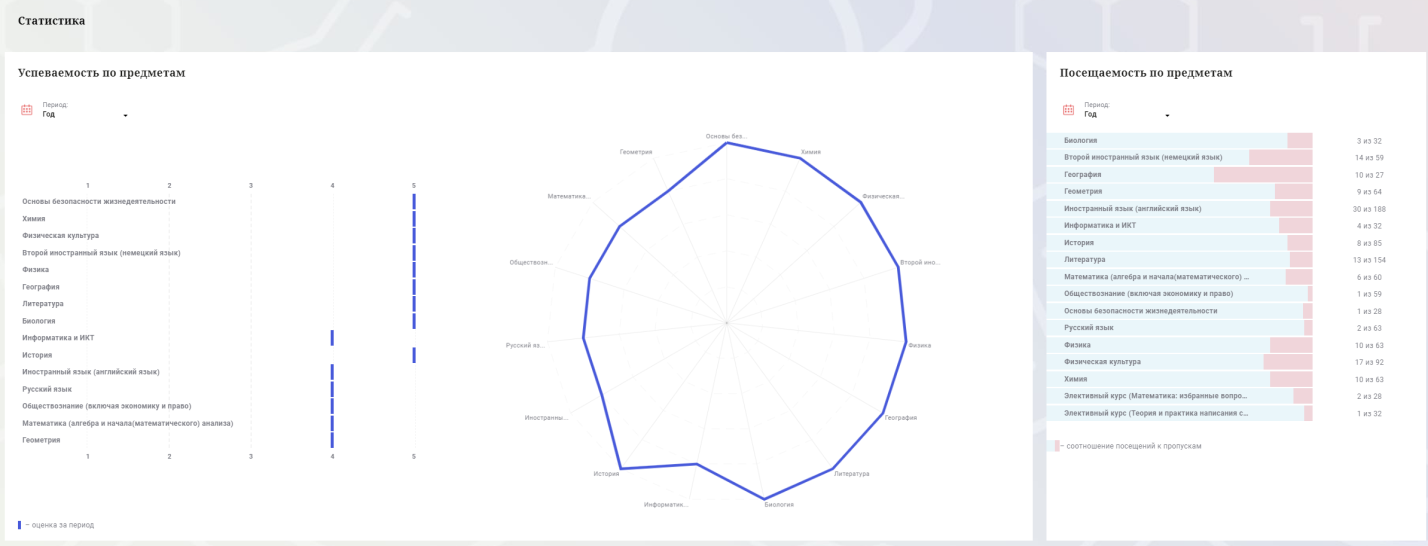 Статистика
Успеваемость по предметам
Период:
Год
1 2 3 4 5
Основы безопасности жизнедеятельности
Химия
Физическая культура
Второй иностранный язык (немецкий язык)
Физика
География
Литература
Биология
Информатика и ИКТ
История
Иностранный язык (английский язык)
Русский язык
Обществознание (включая экономику и право)
Математика (алгебра и начала(математического) анализа)
Геометрия
1 2 3 4 5
– оценка за период
Основы без...
Химия
Физическая...
Второй ино...
Физика
География
Литература
Биология
Информатик...
История
Иностранны...
Русский яз...
Обществозн...
Математика...
Геометрия
Посещаемость по предметам
Период:
Год
Биология 3 из 32
Второй иностранный язык (немецкий язык) 14 из 59
География 10 из 27
Геометрия 9 из 64
Иностранный язык (английский язык) 30 из 188
Информатика и ИКТ 4 из 32
История 8 из 85
Литература 13 из 154
Математика (алгебра и начала(математического) ... 6 из 60
Обществознание (включая экономику и право) 1 из 59
Основы безопасности жизнедеятельности 1 из 28
Русский язык 2 из 63
Физика 10 из 63
Физическая культура 17 из 92
Химия 10 из 63
Элективный курс (Математика: избранные вопро... 2 из 28
Элективный курс (Теория и практика написания с... 1 из 32
– соотношение посещений к пропускам